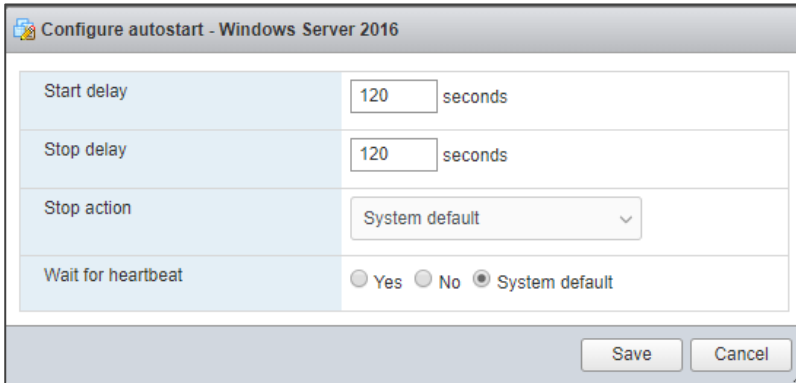 Configure autostart - Windows Server 2016
Start delay 120 seconds
Stop delay 120 seconds
Stop action System default
Wait for heartbeat Yes No System default
Save Cancel